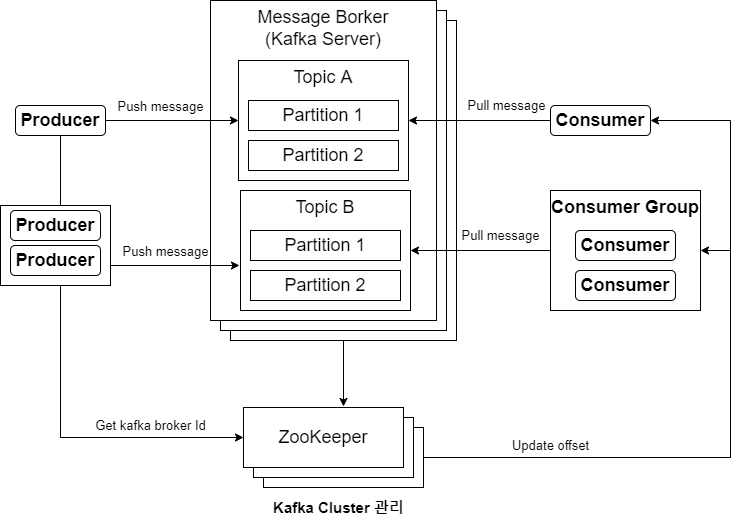 Message Borker
(Kafka Server)
Topic A
Partition 1
Partition 2
Producer
Push message
Pull message
Consumer
Topic B
Partition 1
Partition 2
Producer
Producer
Push message
Pull message
Consumer Group
Consumer
Consumer
Get kafka broker Id
ZooKeeper
Update offset
Kafka Cluster 관리